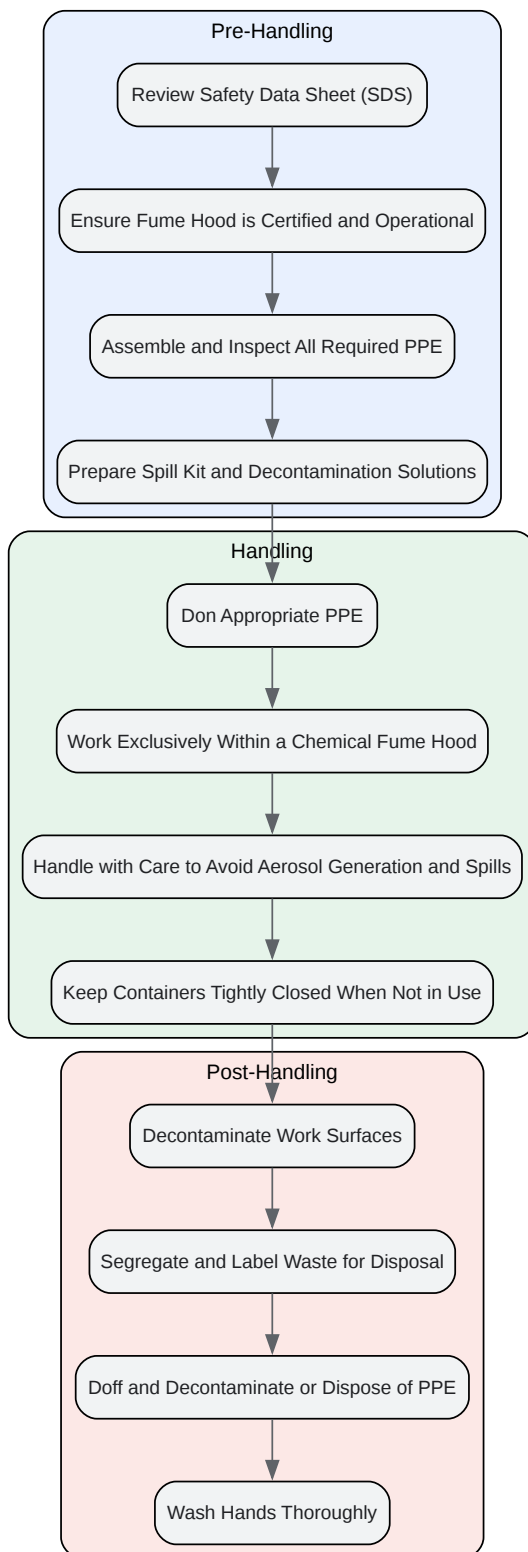 Pre-Handling
Review Safety Data Sheet (SDS)
Ensure Fume Hood is Certified and Operational
Assemble and Inspect All Required PPE
Prepare Spill Kit and Decontamination Solutions
Handling
Don Appropriate PPE
Work Exclusively Within a Chemical Fume Hood
Handle with Care to Avoid Aerosol Generation and Spills
Keep Containers Tightly Closed When Not in Use
Post-Handling
Decontaminate Work Surfaces
Segregate and Label Waste for Disposal
Doff and Decontaminate or Dispose of PPE
Wash Hands Thoroughly